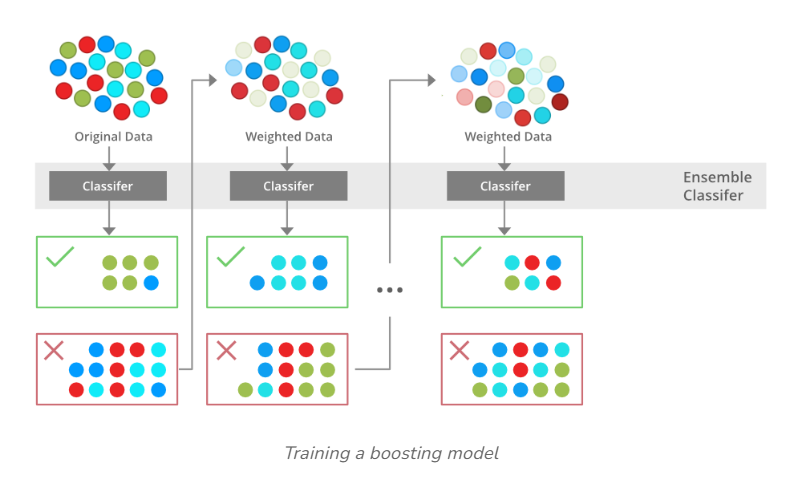 Original Data
Weighted Data
Weighted Data
Classifer
Classifer
Classifer
Ensemble
Classifer
...
Training a boosting model